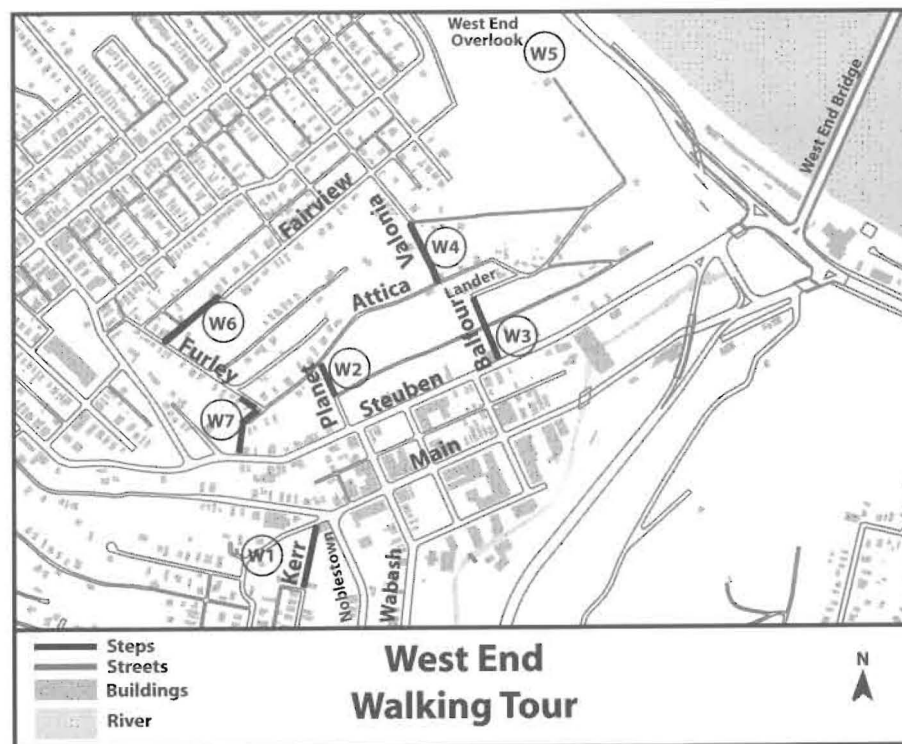 West End
Overlook
W5
West End Bridge
Fairview
Valonia
W4
Attica
Lander
W6
Balfour
W3
Furley
Planet
W2
Steuben
W7
Main
W1
Kerr
Noblestown
Wabash
Steps
Streets
Buildings
River
West End
Walking Tour
N